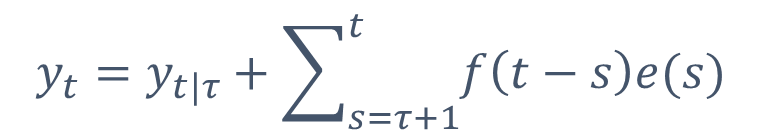 y_t = y_{t|τ} + ∑_{s=τ+1}^{t} f(t − s)e(s)